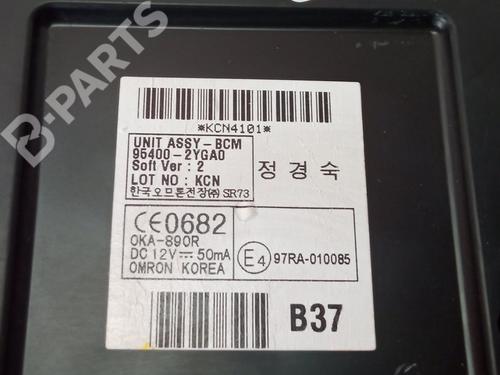 B-PARTS
*KCN4101*
UNIT ASSY-BCM
95400-2YGA0
Soft Ver : 2
LOT NO : KCN
한국오므론전장㈜ SR73
정경숙
CE0682
OKA-890R
DC 12V⎓50mA
OMRON KOREA
E4 97RA-010085
B37